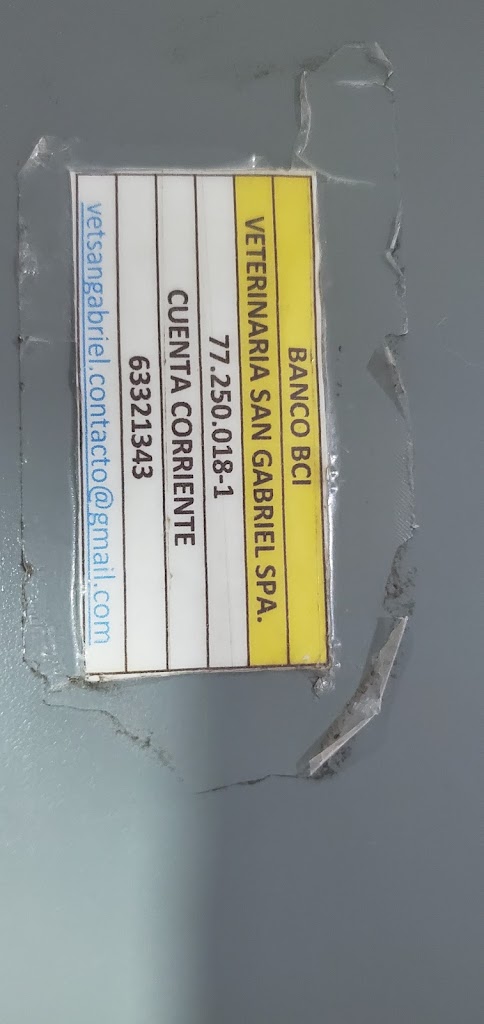 BANCO BCI
VETERINARIA SAN GABRIEL SPA.
77.250.018-1
CUENTA CORRIENTE
63321343
vetsangabriel.contacto@gmail.com